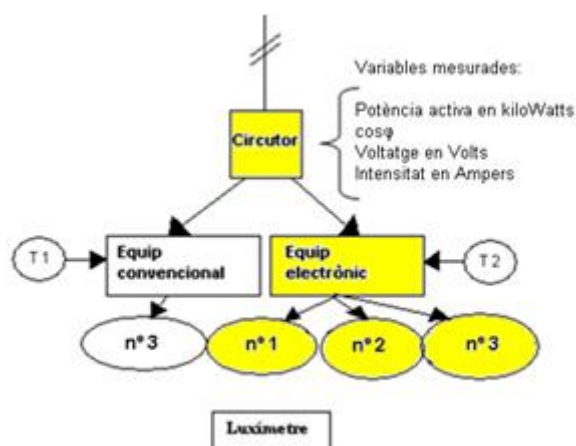 Variables mesurades:
Potència activa en kiloWatts
cosφ
Voltatge en Volts
Intensitat en Ampers
Circutor
T1
Equip
convencional
Equip
electrònic
T2
nº3
nº1
nº2
nº3
Luxímetre